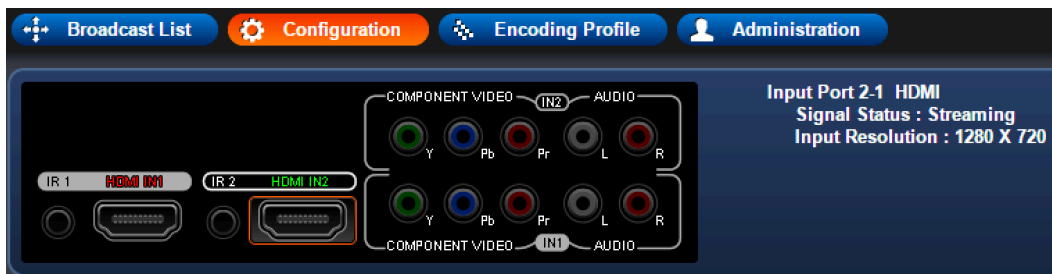 Broadcast List Configuration Encoding Profile Administration
Input Port 2-1 HDMI
Signal Status : Streaming
Input Resolution : 1280 X 720
COMPONENT VIDEO IN2 AUDIO
Y Pb Pr L R
IR 1 HDMI IN1 IR 2 HDMI IN2
Y Pb Pr L R
COMPONENT VIDEO IN1 AUDIO